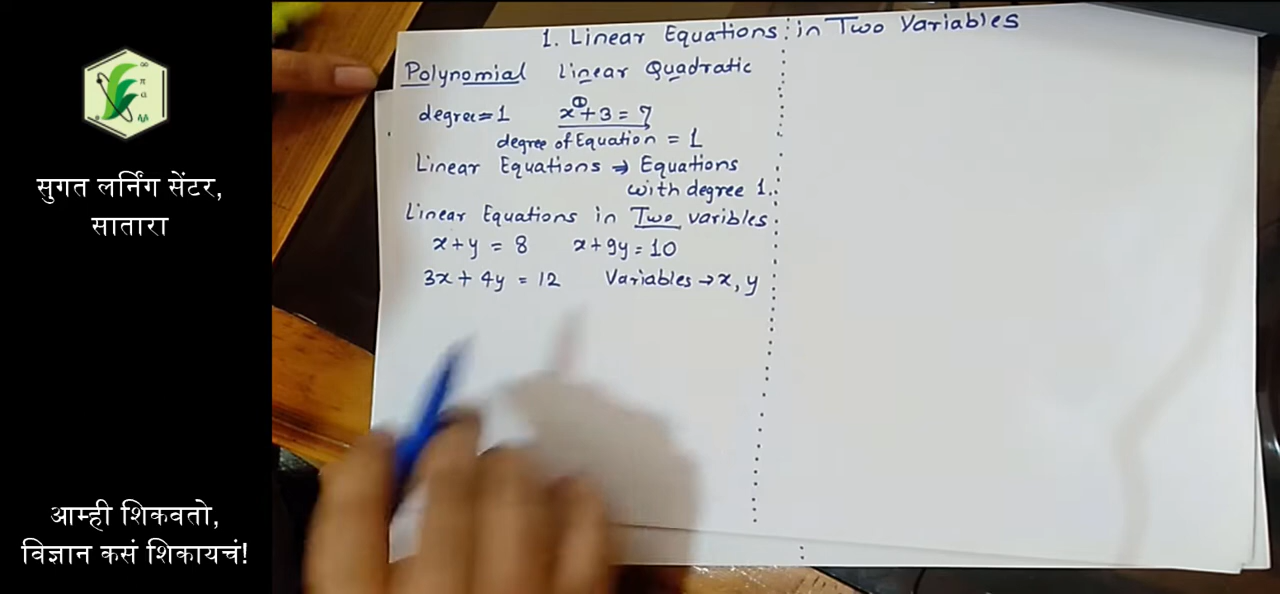 1. Linear Equations in Two Variables
Polynomial Linear Quadratic
degree=1 x^① + 3 = 7
degree of Equation = 1
Linear Equations ⇒ Equations
with degree 1.
Linear Equations in Two varibles
x + y = 8 x + 9y = 10
3x + 4y = 12 Variables → x, y
सुगत लर्निंग सेंटर,
सातारा
आम्ही शिकवतो,
विज्ञान कसं शिकायचं!